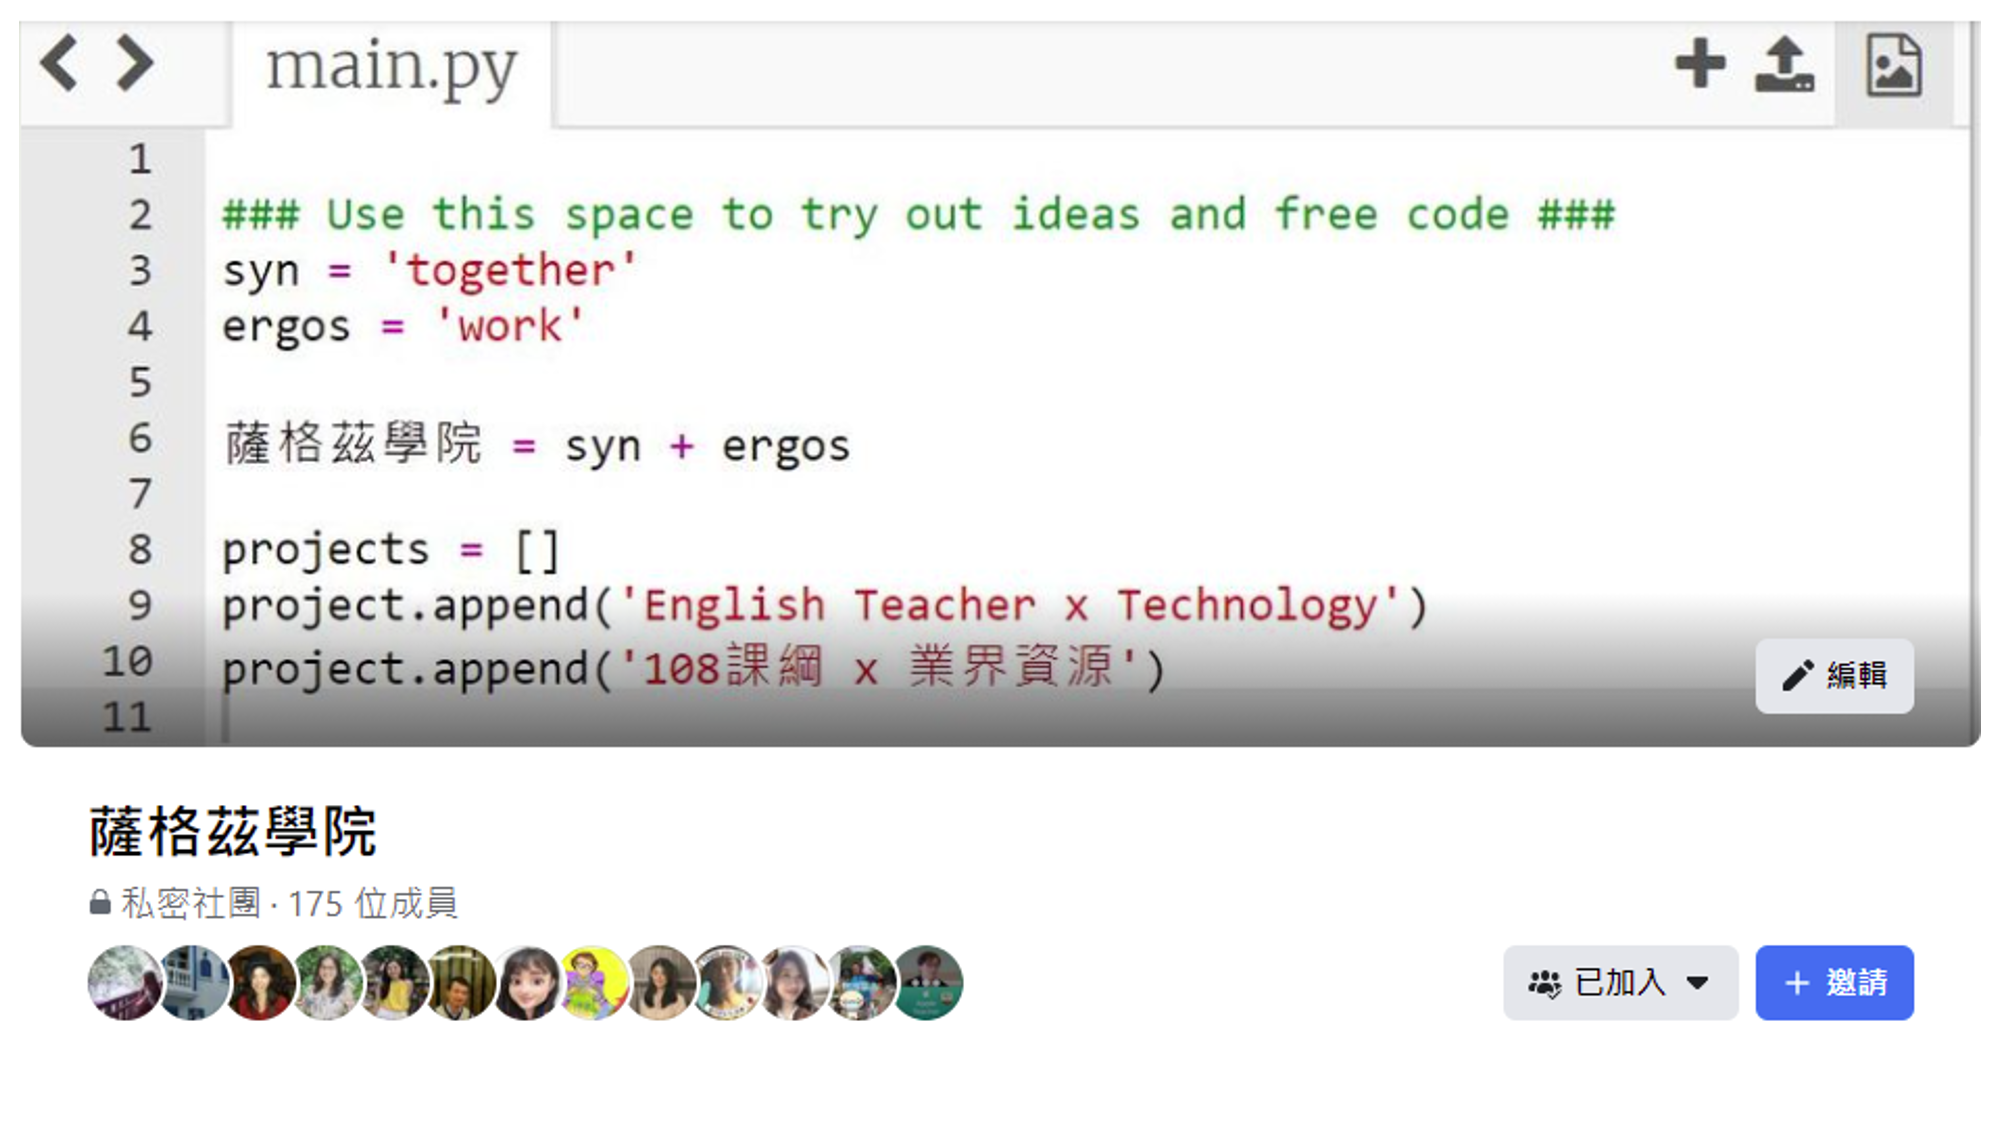 main.py
1
2 ### Use this space to try out ideas and free code ###
3 syn = 'together'
4 ergos = 'work'
5
6 薩格茲學院 = syn + ergos
7
8 projects = []
9 project.append('English Teacher x Technology')
10 project.append('108課綱 x 業界資源')
11
編輯
薩格茲學院
私密社團 · 175 位成員
已加入
+ 邀請